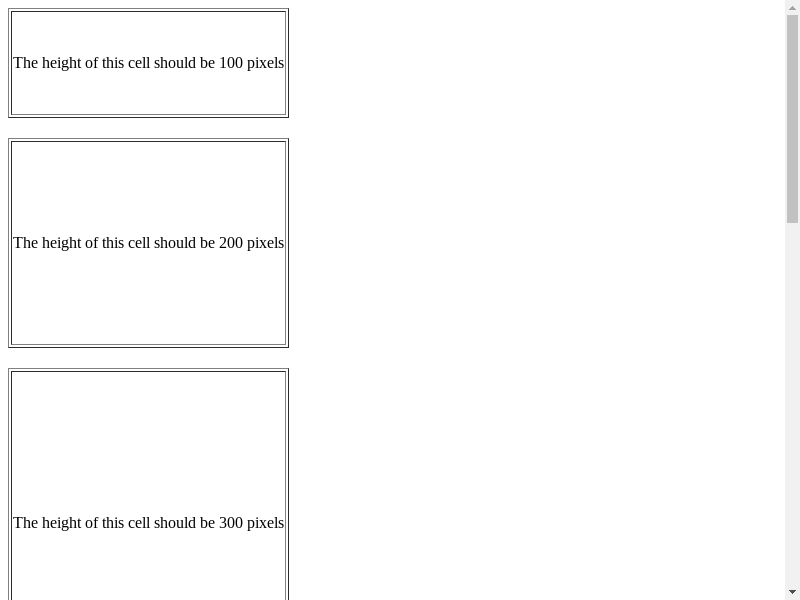 The height of this cell should be 100 pixels
The height of this cell should be 200 pixels
The height of this cell should be 300 pixels